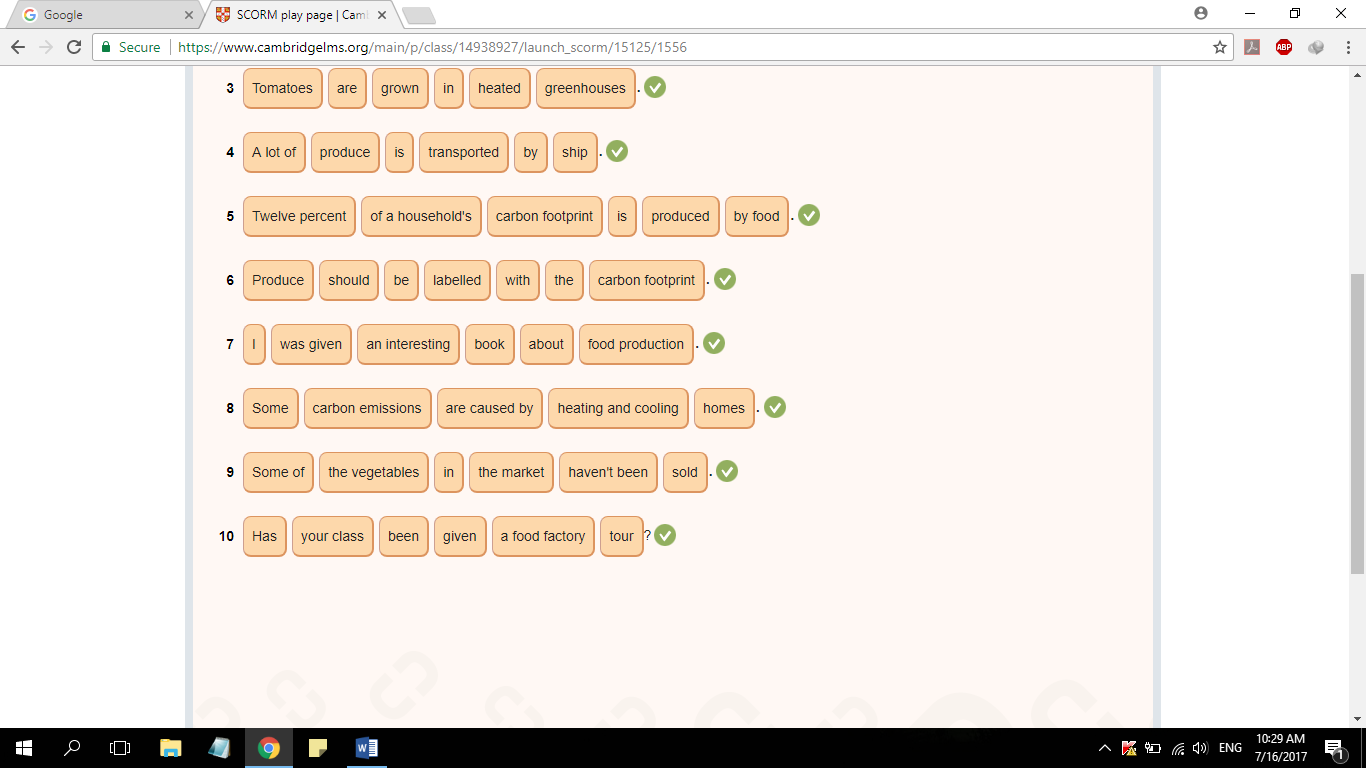 Google
SCORM play page | Cam
Secure https://www.cambridgelms.org/main/p/class/14938927/launch_scorm/15125/1556
ABP
3 Tomatoes are grown in heated greenhouses .
4 A lot of produce is transported by ship .
5 Twelve percent of a household's carbon footprint is produced by food .
6 Produce should be labelled with the carbon footprint .
7 I was given an interesting book about food production .
8 Some carbon emissions are caused by heating and cooling homes .
9 Some of the vegetables in the market haven't been sold .
10 Has your class been given a food factory tour ?
ENG
10:29 AM
7/16/2017
1